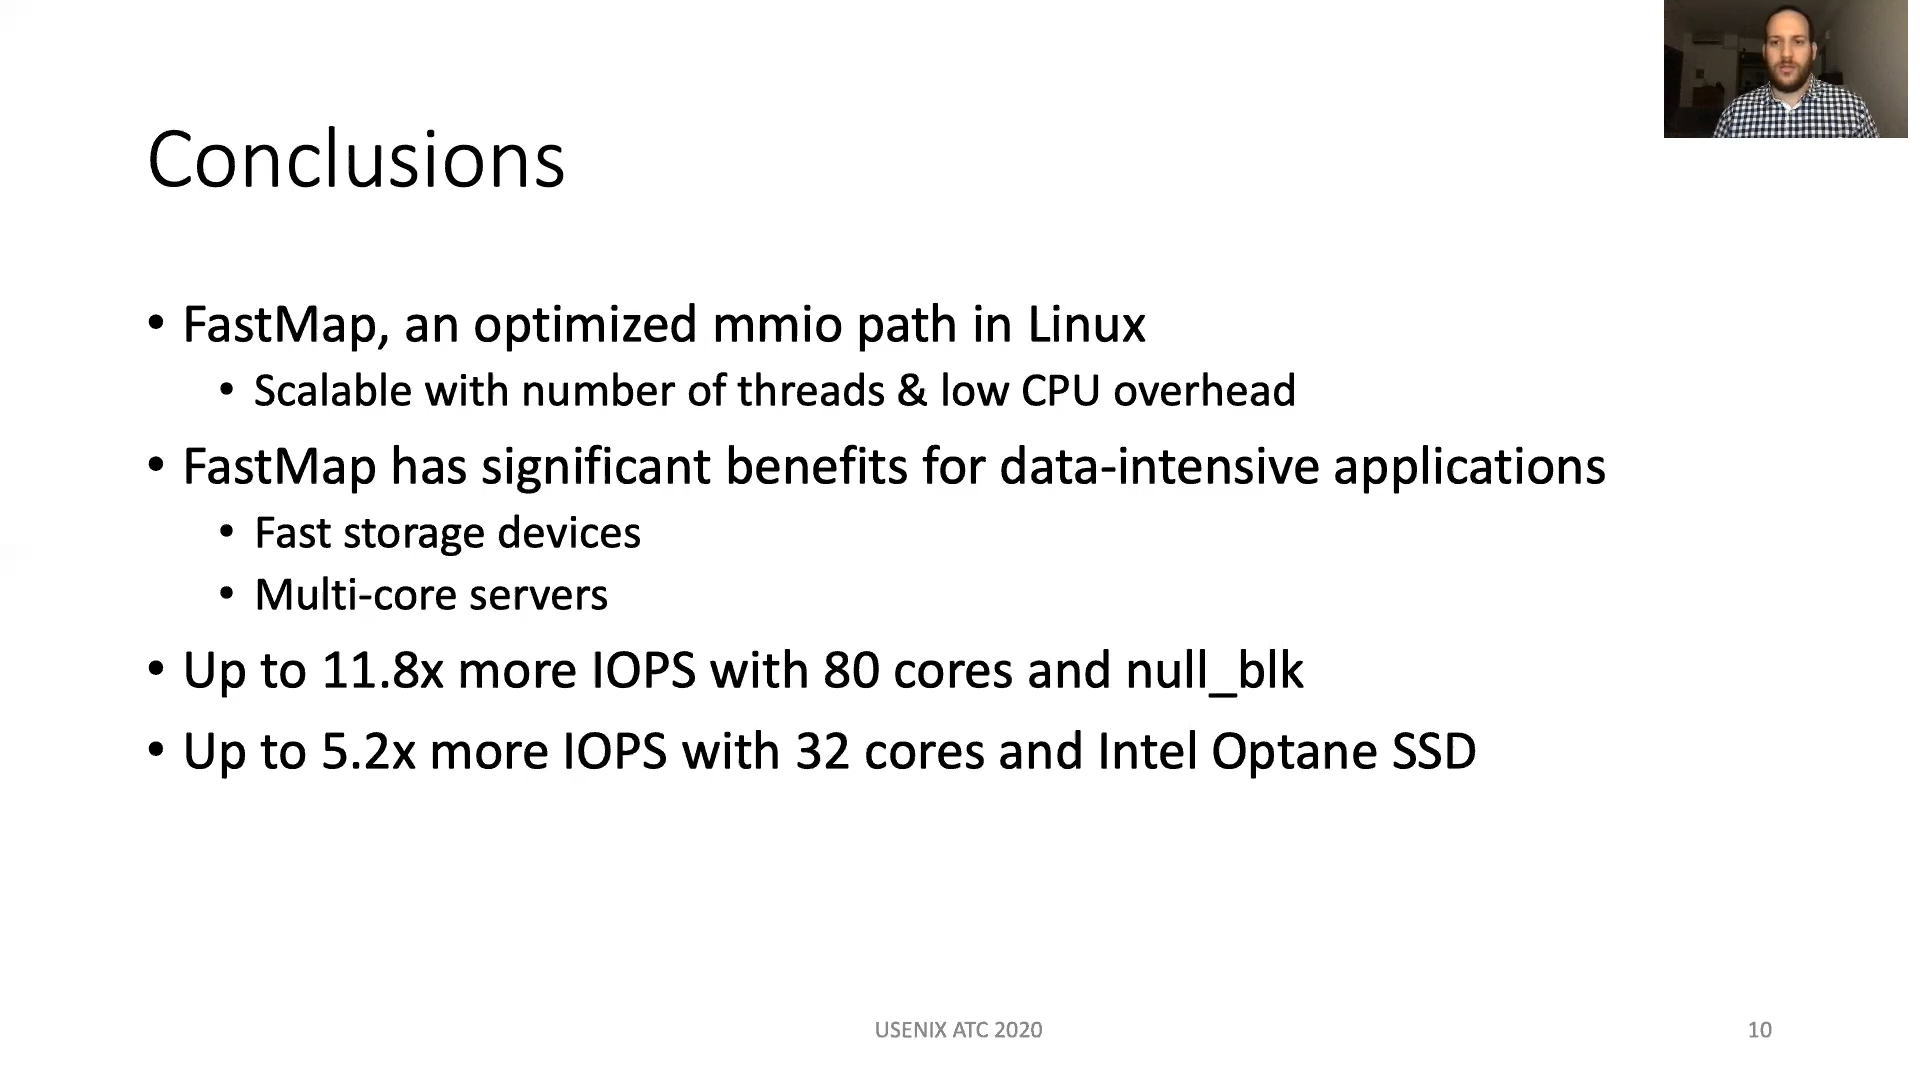 Conclusions
• FastMap, an optimized mmio path in Linux
• Scalable with number of threads & low CPU overhead
• FastMap has significant benefits for data-intensive applications
• Fast storage devices
• Multi-core servers
• Up to 11.8x more IOPS with 80 cores and null_blk
• Up to 5.2x more IOPS with 32 cores and Intel Optane SSD
USENIX ATC 2020
10